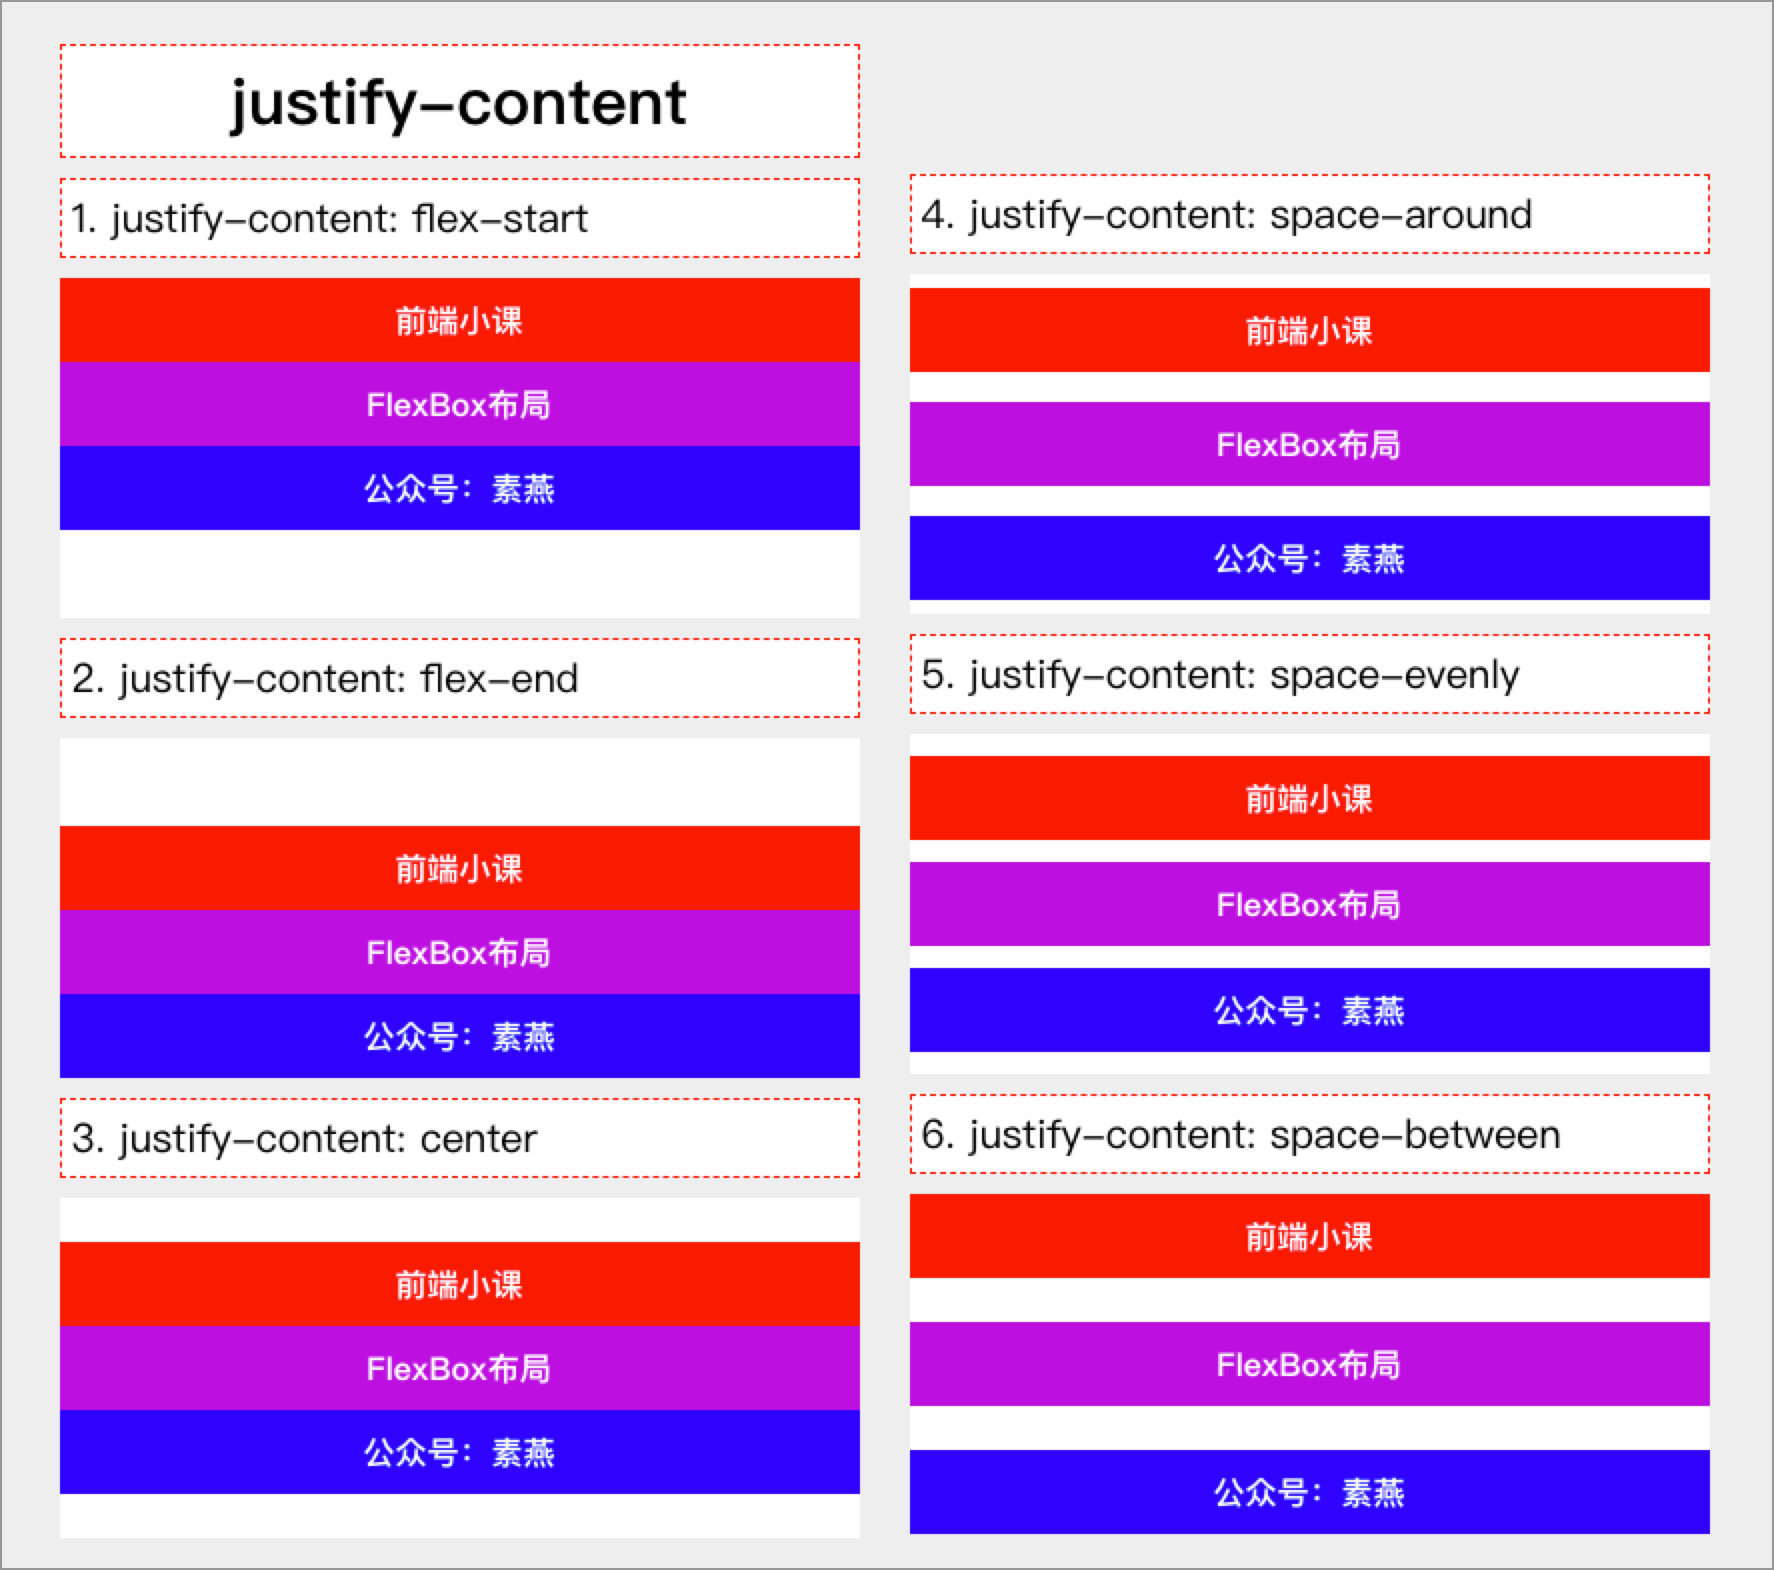 justify-content
1. justify-content: flex-start
前端小课
FlexBox布局
公众号：素燕
2. justify-content: flex-end
前端小课
FlexBox布局
公众号：素燕
3. justify-content: center
前端小课
FlexBox布局
公众号：素燕
4. justify-content: space-around
前端小课
FlexBox布局
公众号：素燕
5. justify-content: space-evenly
前端小课
FlexBox布局
公众号：素燕
6. justify-content: space-between
前端小课
FlexBox布局
公众号：素燕